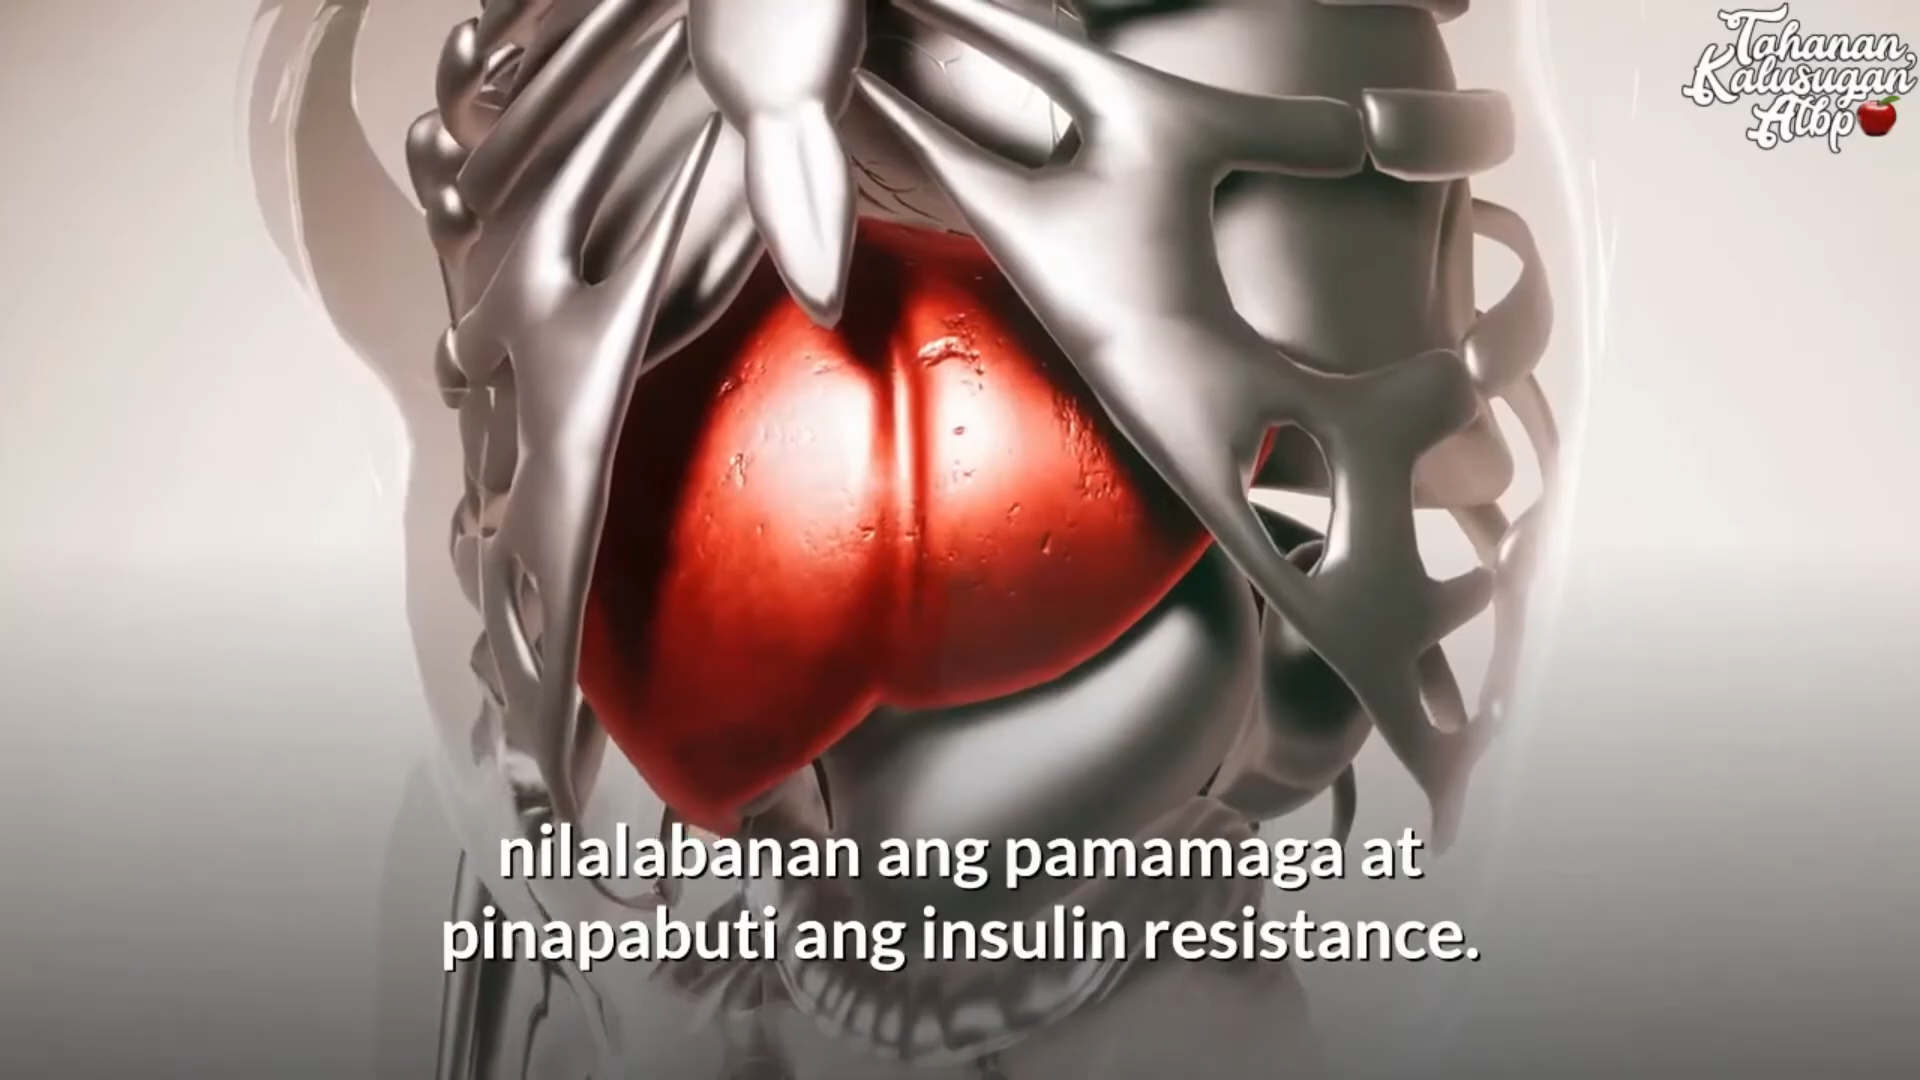 Tahanan,
Kalusugan
Atbp
nilalabanan ang pamamaga at
pinapabuti ang insulin resistance.